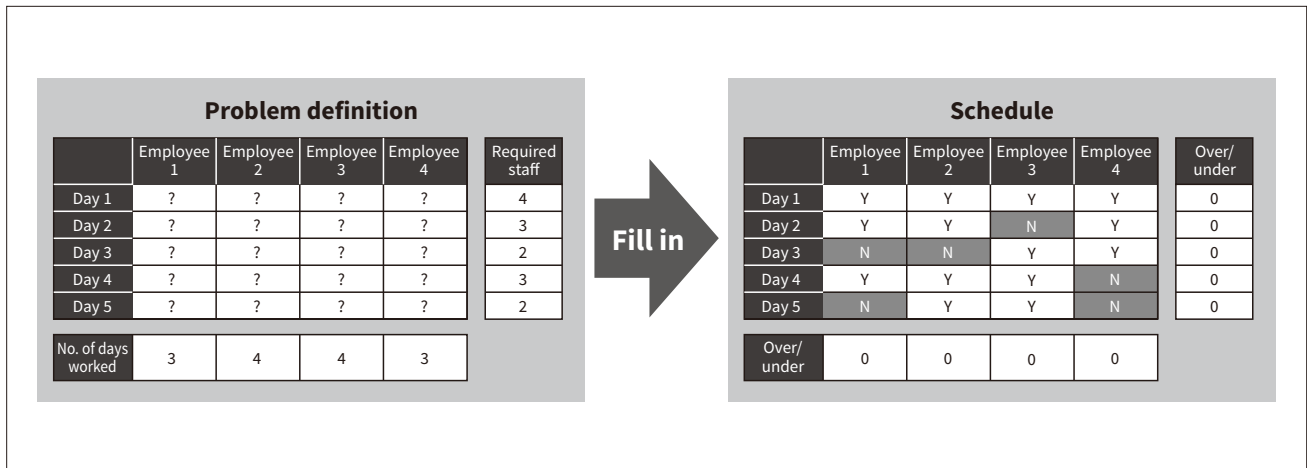 Problem definition
Employee 1 Employee 2 Employee 3 Employee 4 Required staff
Day 1 ? ? ? ? 4
Day 2 ? ? ? ? 3
Day 3 ? ? ? ? 2
Day 4 ? ? ? ? 3
Day 5 ? ? ? ? 2
No. of days worked 3 4 4 3
Fill in
Schedule
Employee 1 Employee 2 Employee 3 Employee 4 Over/under
Day 1 Y Y Y Y 0
Day 2 Y Y N Y 0
Day 3 N N Y Y 0
Day 4 Y Y Y N 0
Day 5 N Y Y N 0
Over/under 0 0 0 0